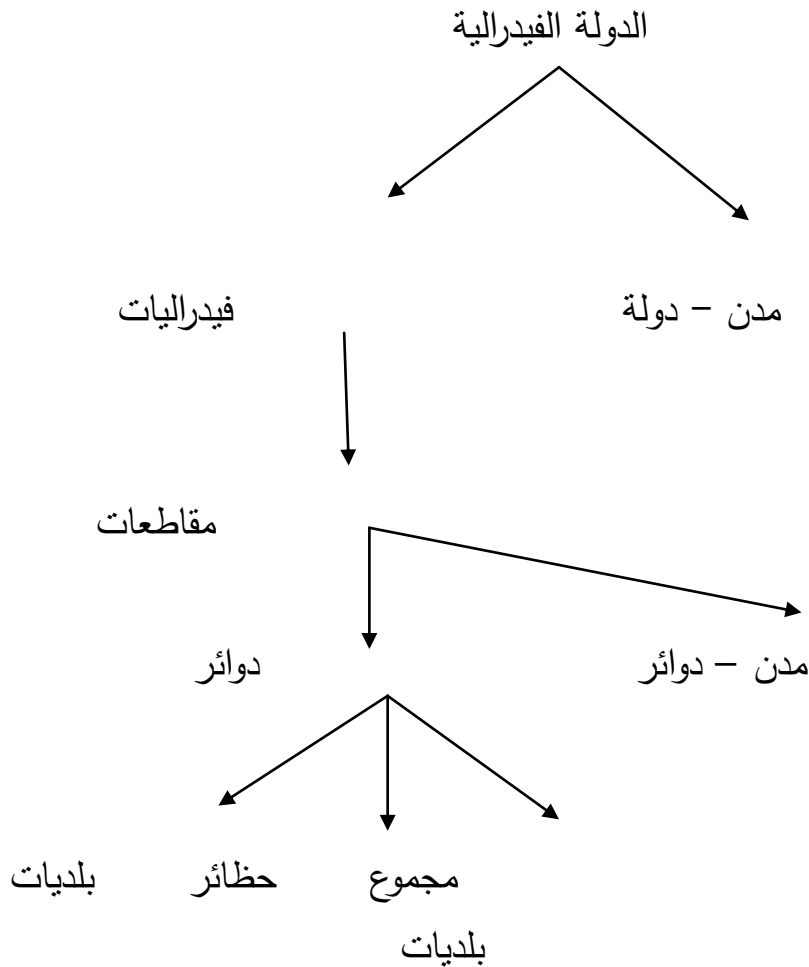 الدولة الفيدرالية
مدن – دولة
فيدراليات
مقاطعات
مدن – دوائر
دوائر
مجموع
حظائر
بلديات
بلديات